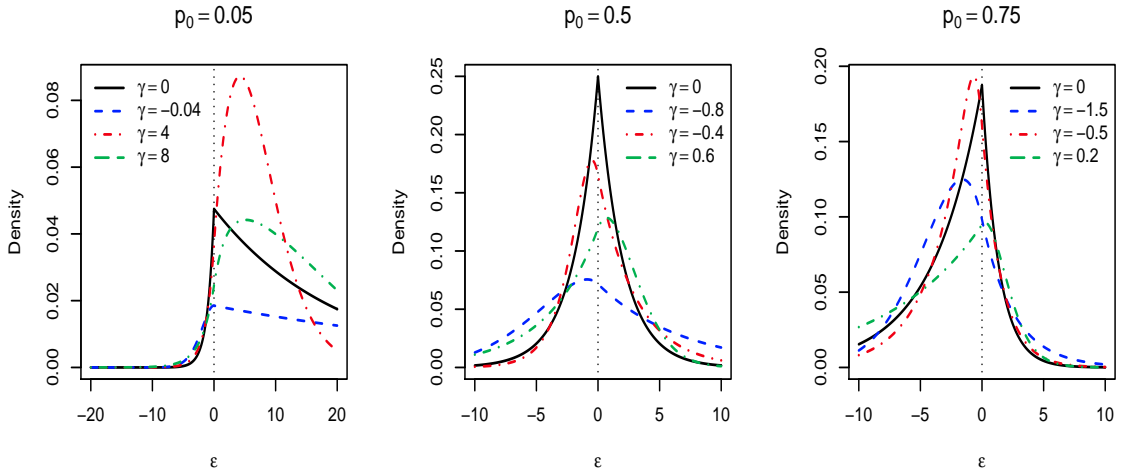 p₀ = 0.05
γ = 0
γ = −0.04
γ = 4
γ = 8
Density
0.00
0.02
0.04
0.06
0.08
−20
−10
0
10
20
ε
p₀ = 0.5
γ = 0
γ = −0.8
γ = −0.4
γ = 0.6
Density
0.00
0.05
0.10
0.15
0.20
0.25
−10
−5
0
5
10
ε
p₀ = 0.75
γ = 0
γ = −1.5
γ = −0.5
γ = 0.2
Density
0.00
0.05
0.10
0.15
0.20
−10
−5
0
5
10
ε